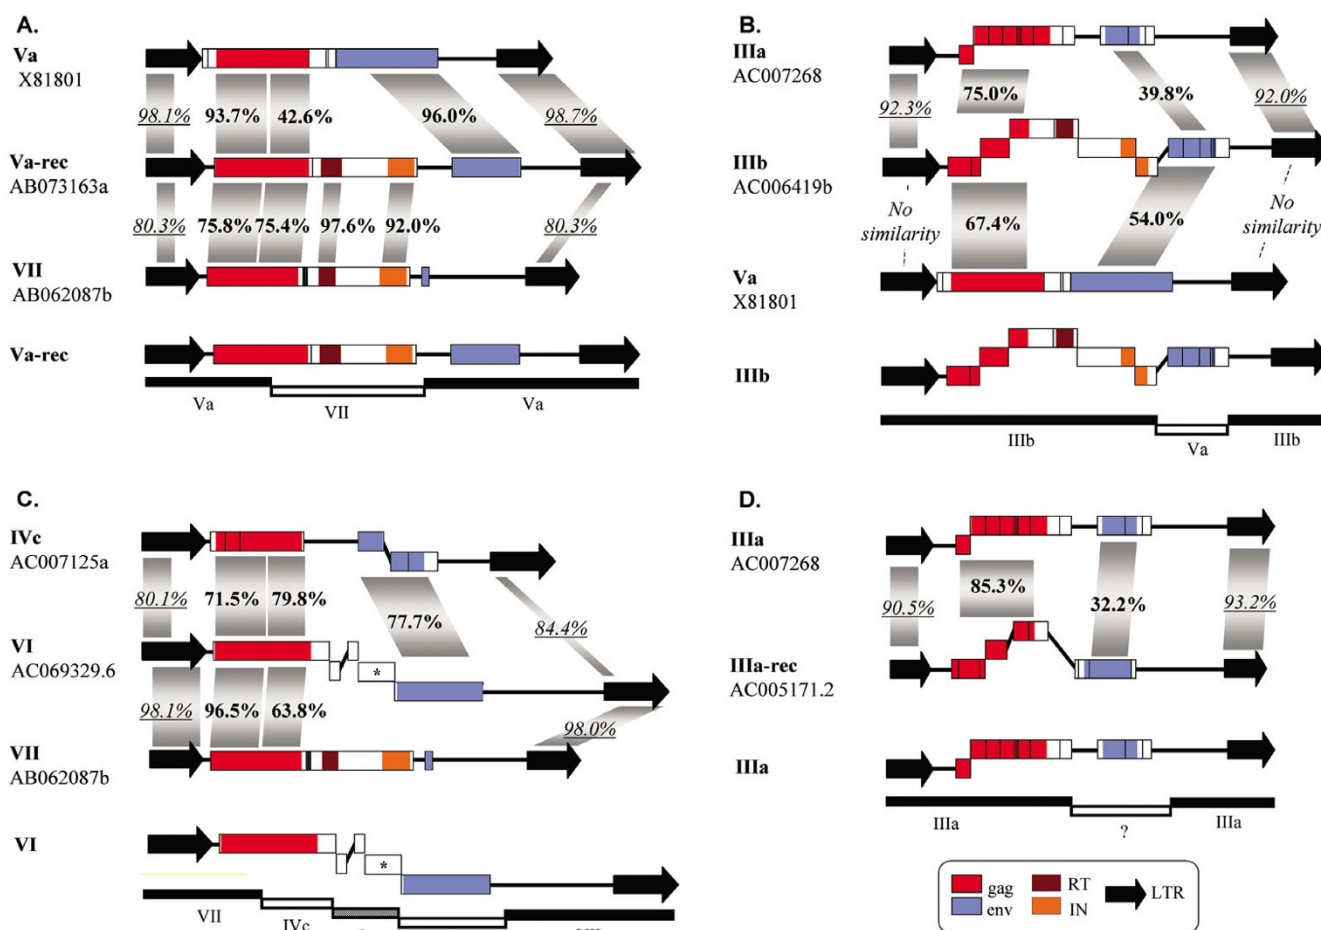 A.
Va
X81801
98.1% 93.7% 42.6% 96.0% 98.7%
Va-rec
AB073163a
80.3% 75.8% 75.4% 97.6% 92.0% 80.3%
VII
AB062087b
Va-rec
Va VII Va
B.
IIIa
AC007268
92.3% 75.0% 39.8% 92.0%
IIIb
AC006419b
No similarity 67.4% 54.0% No similarity
Va
X81801
IIIb
IIIb Va IIIb
C.
IVc
AC007125a
80.1% 71.5% 79.8% 77.7% 84.4%
VI
AC069329.6
*
98.1% 96.5% 63.8% 98.0%
VII
AB062087b
VI
*
VII IVc
D.
IIIa
AC007268
90.5% 85.3% 32.2% 93.2%
IIIa-rec
AC005171.2
IIIa
IIIa ? IIIa
gag RT LTR
env IN